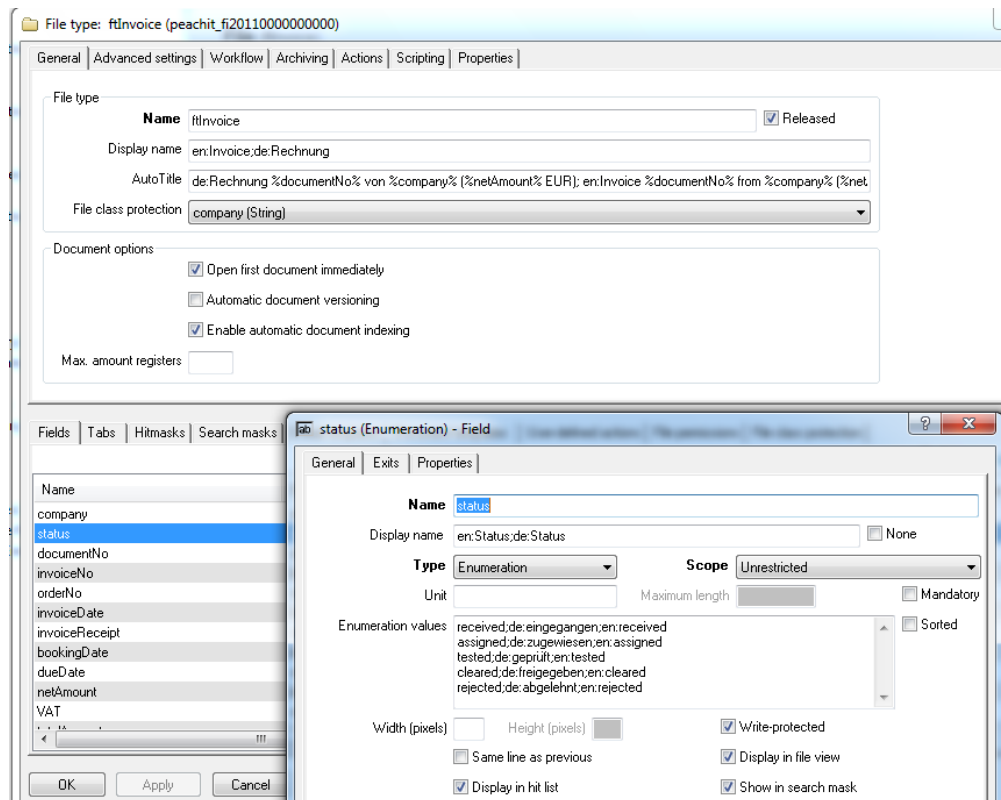 File type: ftInvoice (peachit_fi20110000000000)
General Advanced settings Workflow Archiving Actions Scripting Properties
File type
Name ftInvoice Released
Display name en:Invoice;de:Rechnung
AutoTitle de:Rechnung %documentNo% von %company% (%netAmount% EUR); en:Invoice %documentNo% from %company% (%net
File class protection company (String)
Document options
Open first document immediately
Automatic document versioning
Enable automatic document indexing
Max. amount registers
Fields Tabs Hitmasks Search masks
Name
company
status
documentNo
invoiceNo
orderNo
invoiceDate
invoiceReceipt
bookingDate
dueDate
netAmount
VAT
OK Apply Cancel
ab status (Enumeration) - Field ? X
General Exits Properties
Name status
Display name en:Status;de:Status None
Type Enumeration Scope Unrestricted
Unit Maximum length Mandatory
Enumeration values received;de:eingegangen;en:received Sorted
assigned;de:zugewiesen;en:assigned
tested;de:geprüft;en:tested
cleared;de:freigegeben;en:cleared
rejected;de:abgelehnt;en:rejected
Width (pixels) Height (pixels) Write-protected
Same line as previous Display in file view
Display in hit list Show in search mask